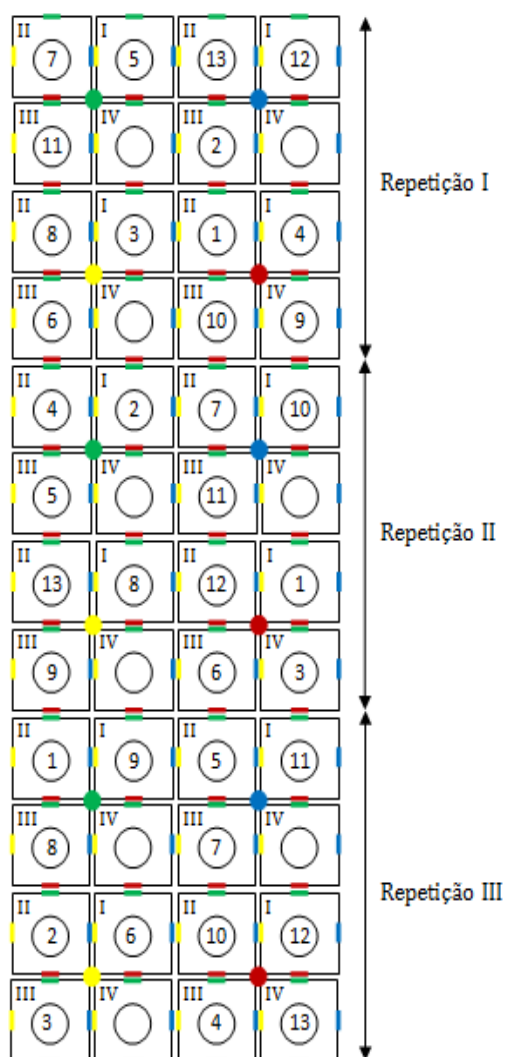 II I II I
7 5 13 12
III IV III IV
11 2
Repetição I
II I II I
8 3 1 4
III IV III IV
6 10 9
II I II I
4 2 7 10
III IV III IV
5 11
Repetição II
II I II I
13 8 12 1
III IV III IV
9 6 3
II I II I
1 9 5 11
III IV III IV
8 7
Repetição III
II I II I
2 6 10 12
III IV III IV
3 4 13